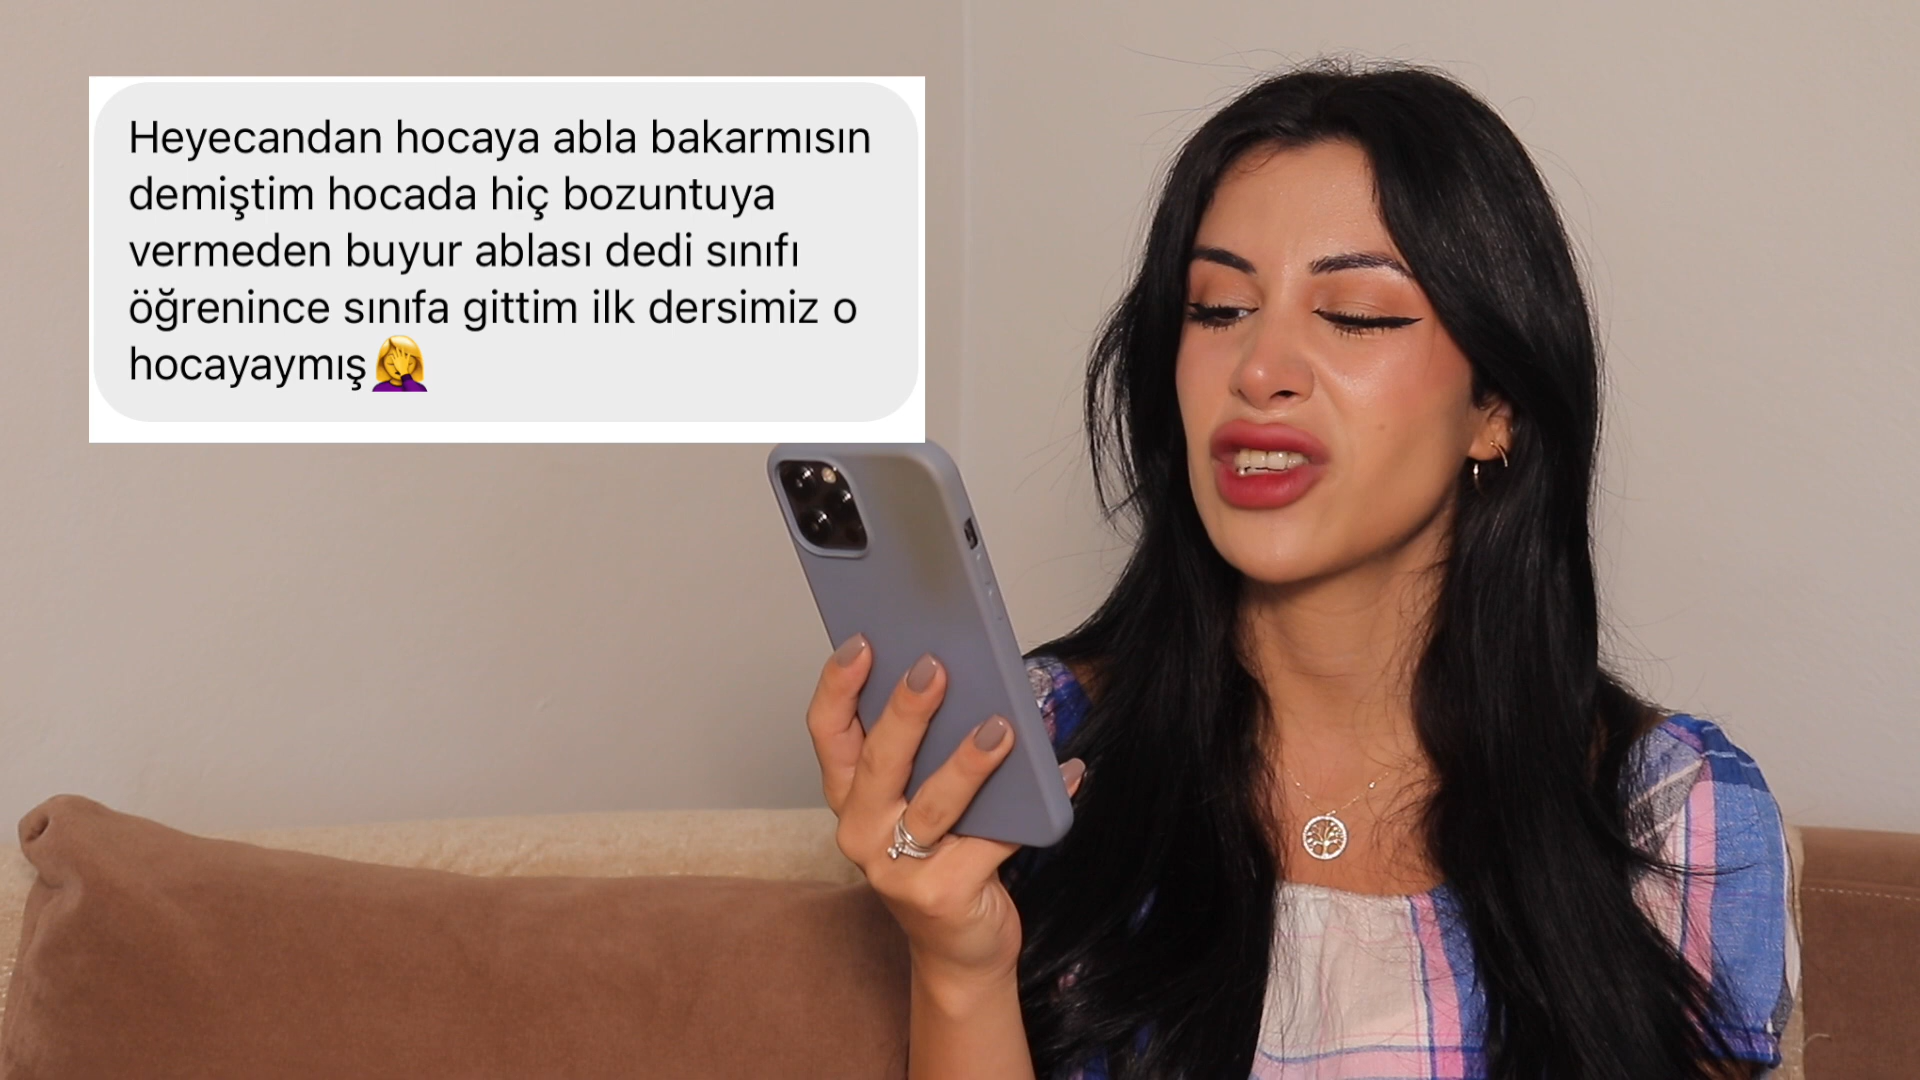 Heyecandan hocaya abla bakarmısın
demiştim hocada hiç bozuntuya
vermeden buyur ablası dedi sınıfı
öğrenince sınıfa gittim ilk dersimiz o
hocayaymış🤦‍♀️